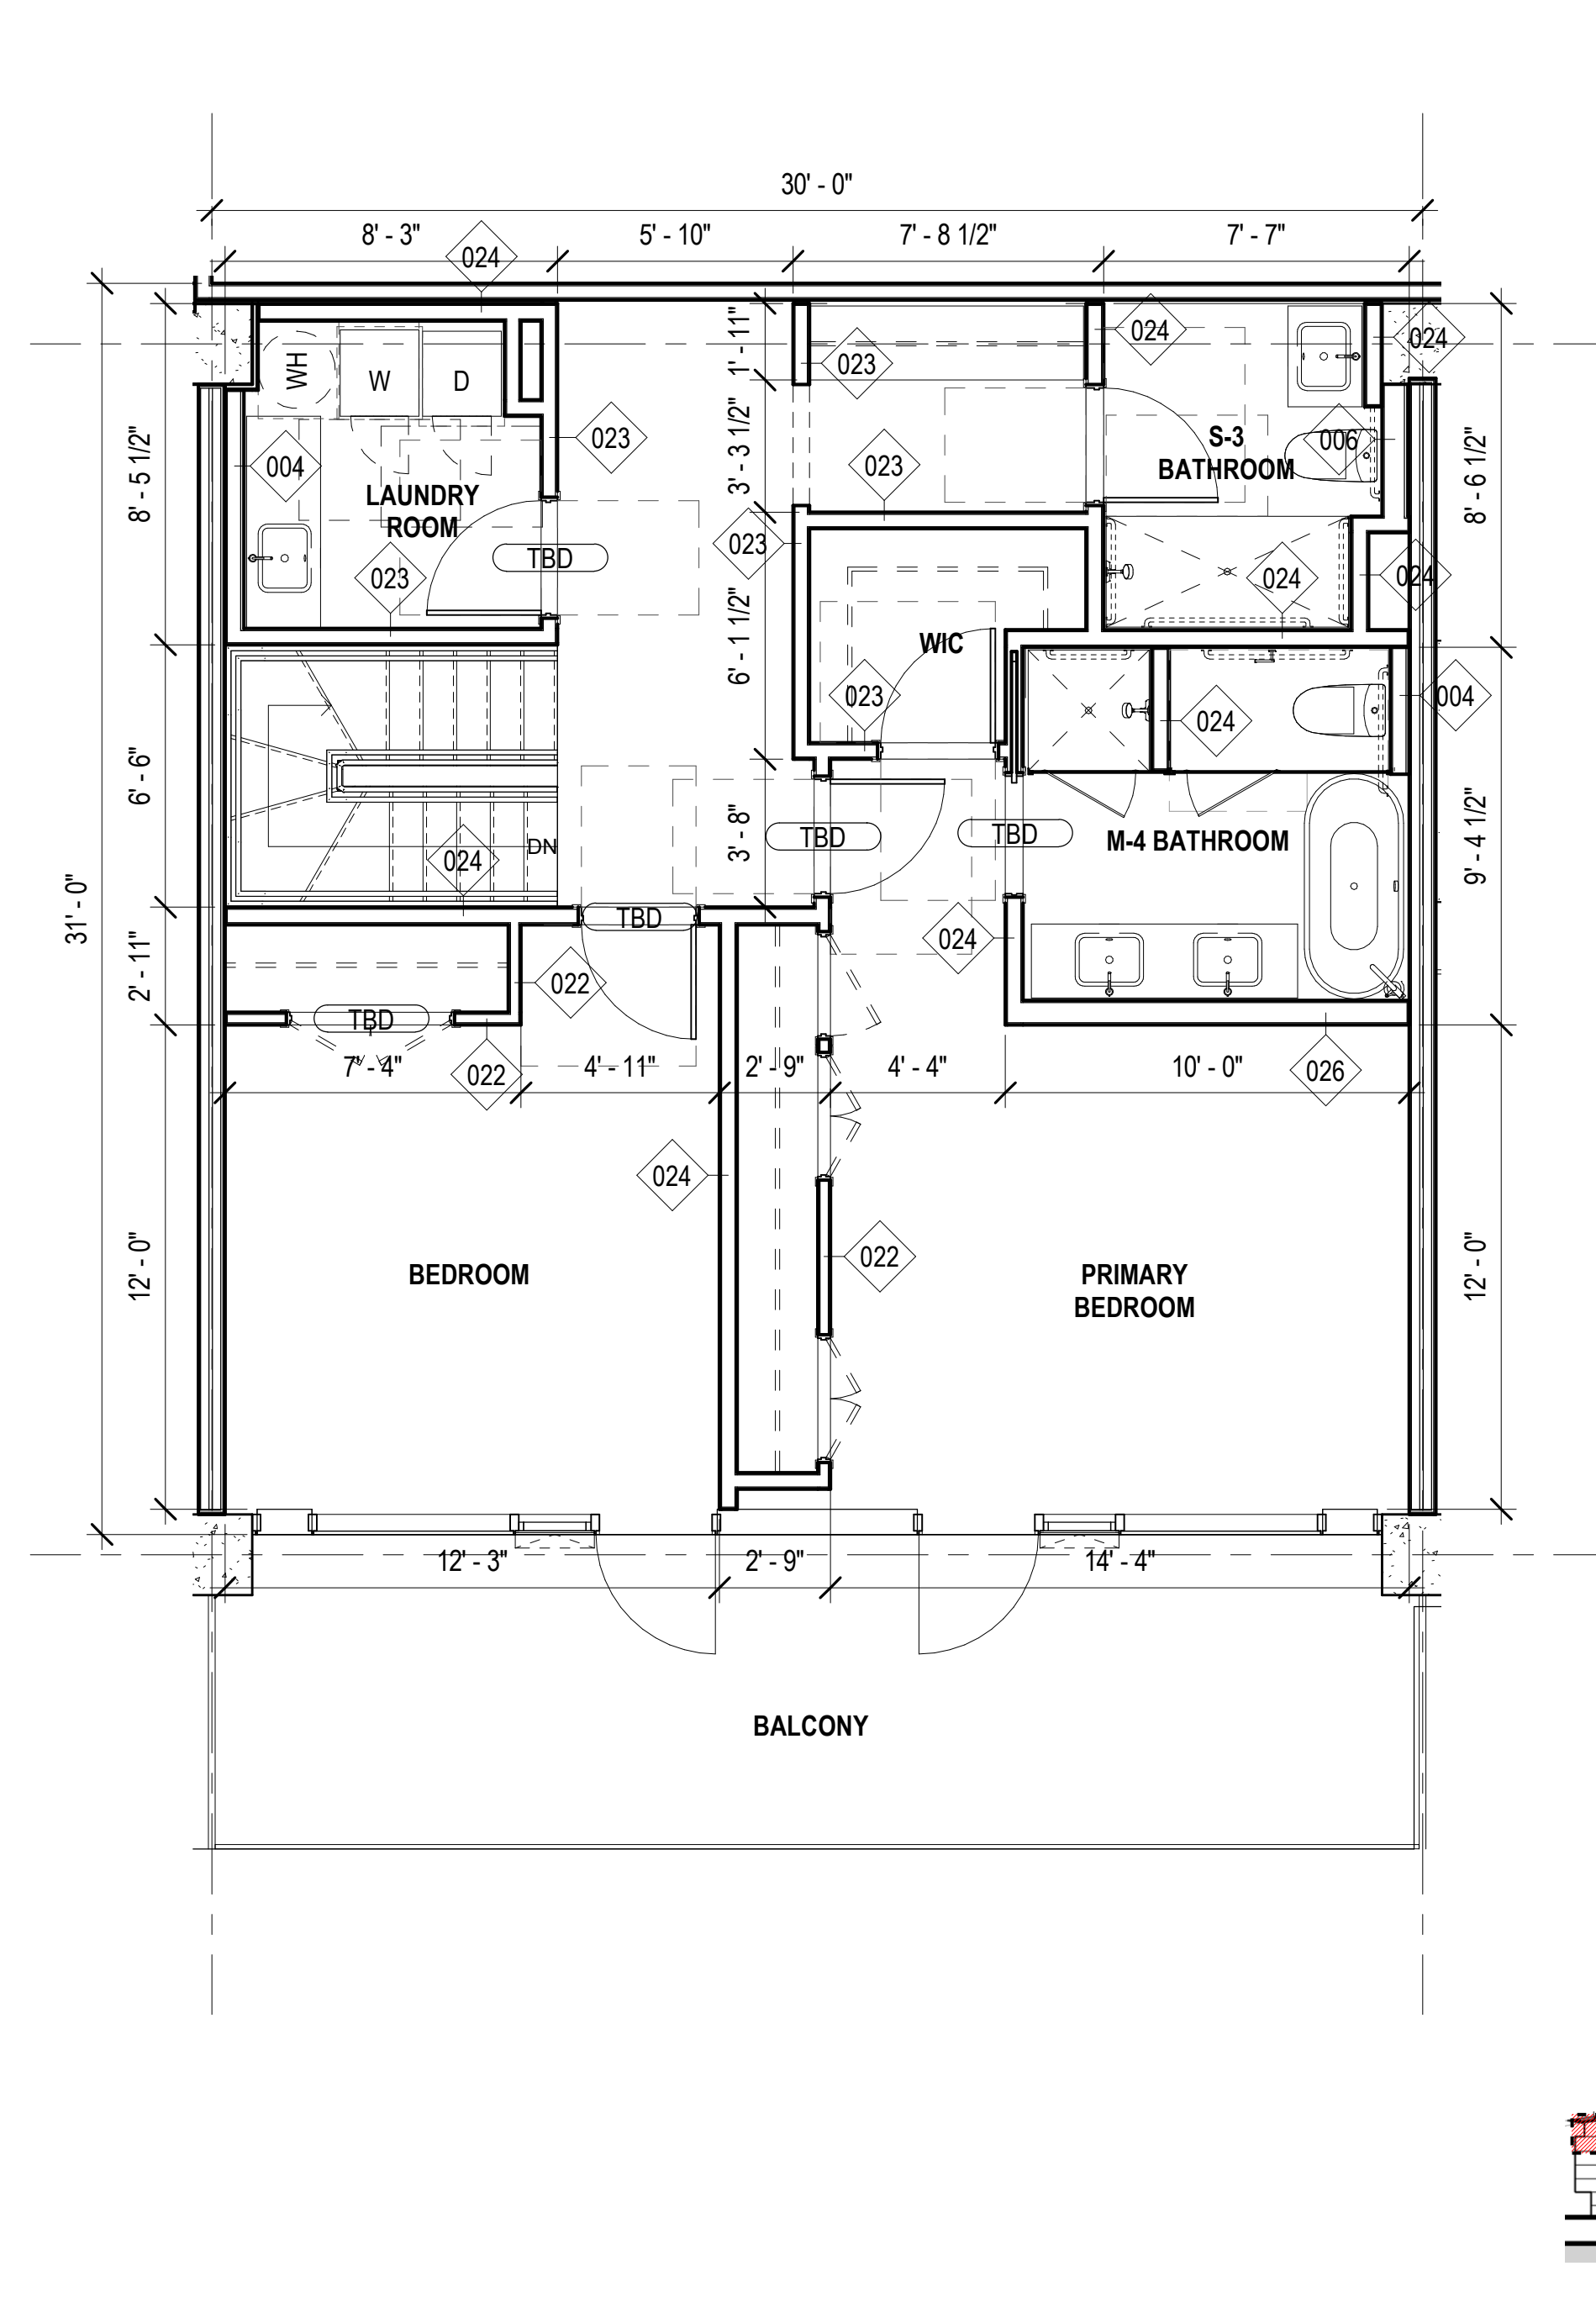 30' - 0"
8' - 3"
5' - 10"
7' - 8 1/2"
7' - 7"
024
1' - 11"
024
024
023
WH
W
D
023
3' - 3 1/2"
023
S-3
BATHROOM
006
8' - 5 1/2"
8' - 6 1/2"
004
LAUNDRY
ROOM
023
TBD
023
024
024
6' - 1 1/2"
WIC
023
024
004
6' - 6"
3' - 8"
TBD
TBD
M-4 BATHROOM
9' - 4 1/2"
DN
024
31' - 0"
TBD
024
2' - 11"
022
TBD
7' - 4"
022
4' - 11"
2' - 9"
4' - 4"
10' - 0"
026
024
12' - 0"
022
12' - 0"
BEDROOM
PRIMARY
BEDROOM
12' - 3"
2' - 9"
14' - 4"
BALCONY